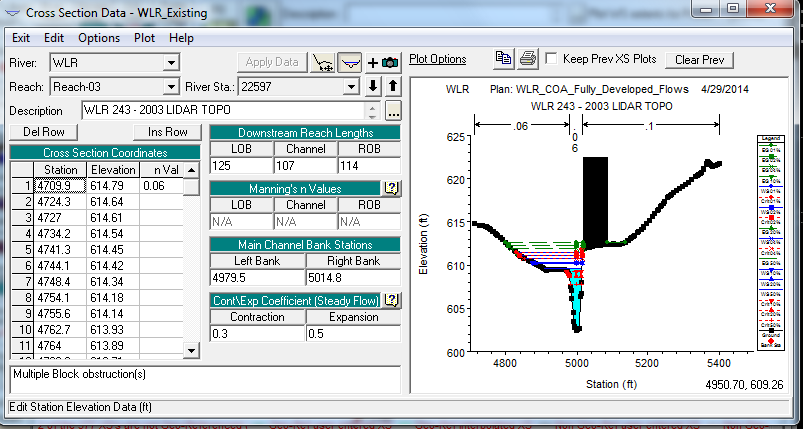 Cross Section Data - WLR_Existing
Exit Edit Options Plot Help
River: WLR Apply Data
Reach: Reach-03 River Sta.: 22597
Description WLR 243 - 2003 LIDAR TOPO ...
Del Row Ins Row
Cross Section Coordinates
Station Elevation n Val
1 4709.9 614.79 0.06
2 4724.3 614.64
3 4727 614.61
4 4734.2 614.54
5 4741.3 614.45
6 4744.1 614.42
7 4748.4 614.34
8 4754.1 614.18
9 4755.6 614.14
10 4762.7 613.93
11 4764 613.89
Downstream Reach Lengths
LOB Channel ROB
125 107 114
Manning's n Values
LOB Channel ROB
N/A N/A N/A
Main Channel Bank Stations
Left Bank Right Bank
4979.5 5014.8
Cont\Exp Coefficient (Steady Flow)
Contraction Expansion
0.3 0.5
Multiple Block obstruction(s)
Edit Station Elevation Data (ft)
Plot Options Keep Prev XS Plots Clear Prev
WLR Plan: WLR_COA_Fully_Developed_Flows 4/29/2014
WLR 243 - 2003 LIDAR TOPO
.06 .06 .1
625
620
615
610
605
600
Elevation (ft)
4800 5000 5200 5400
Station (ft)
4950.70, 609.26
Legend
Ground
Bank Sta